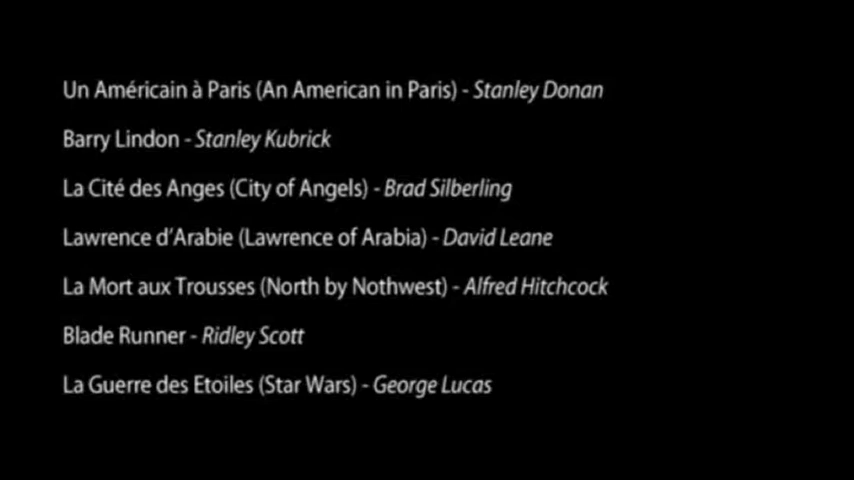 Un Américain à Paris (An American in Paris) - Stanley Donan
Barry Lindon - Stanley Kubrick
La Cité des Anges (City of Angels) - Brad Silberling
Lawrence d'Arabie (Lawrence of Arabia) - David Leane
La Mort aux Trousses (North by Nothwest) - Alfred Hitchcock
Blade Runner - Ridley Scott
La Guerre des Etoiles (Star Wars) - George Lucas